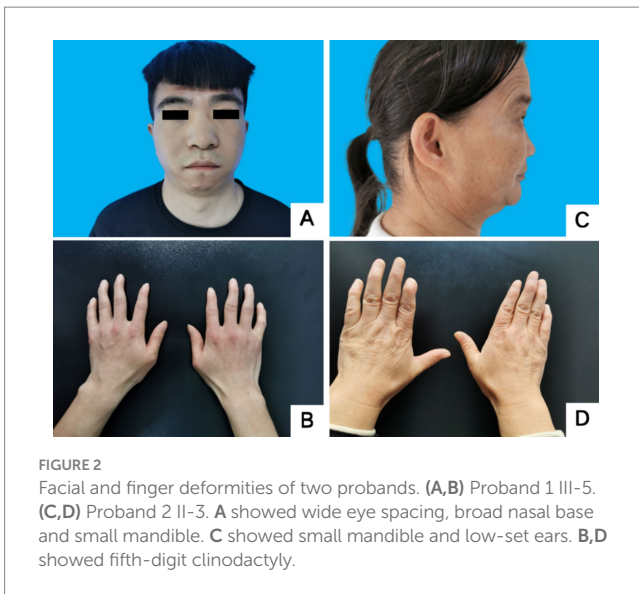 A
C
B
D
FIGURE 2
Facial and finger deformities of two probands. (A,B) Proband 1 III-5.
(C,D) Proband 2 II-3. A showed wide eye spacing, broad nasal base
and small mandible. C showed small mandible and low-set ears. B,D
showed fifth-digit clinodactyly.